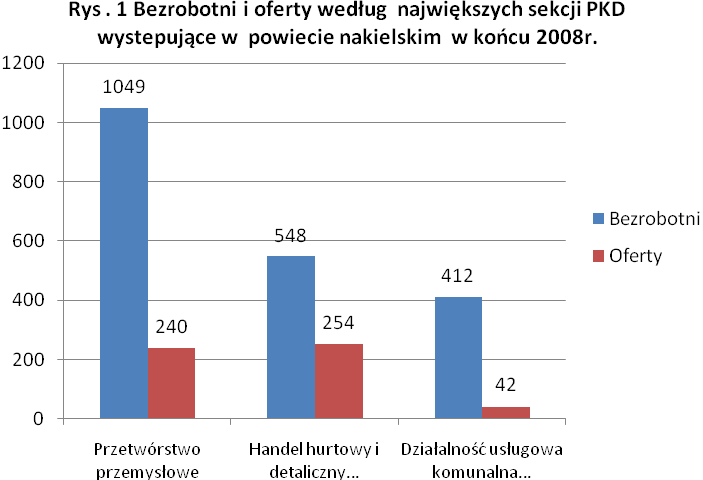 Rys . 1 Bezrobotni i oferty według  największych sekcji PKD
wystepujące w  powiecie nakielskim  w końcu 2008r.
1200
1000
800
600
400
200
0
1049
240
548
254
412
42
Przetwórstwo
przemysłowe
Handel hurtowy i
detaliczny...
Działalność usługowa
komunalna...
Bezrobotni
Oferty